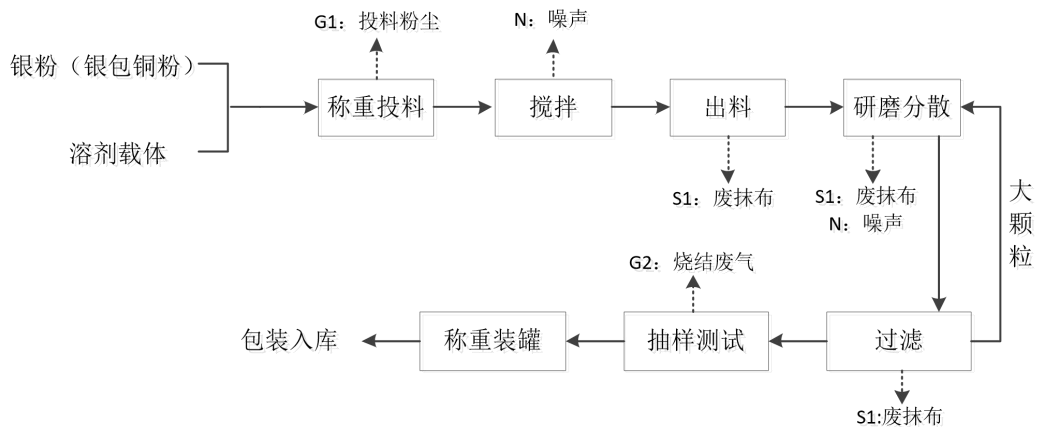 G1：投料粉尘
N：噪声
银粉（银包铜粉）
称重投料
搅拌
出料
研磨分散
溶剂载体
S1：废抹布
S1：废抹布
N：噪声
大颗粒
G2：烧结废气
包装入库
称重装罐
抽样测试
过滤
S1:废抹布